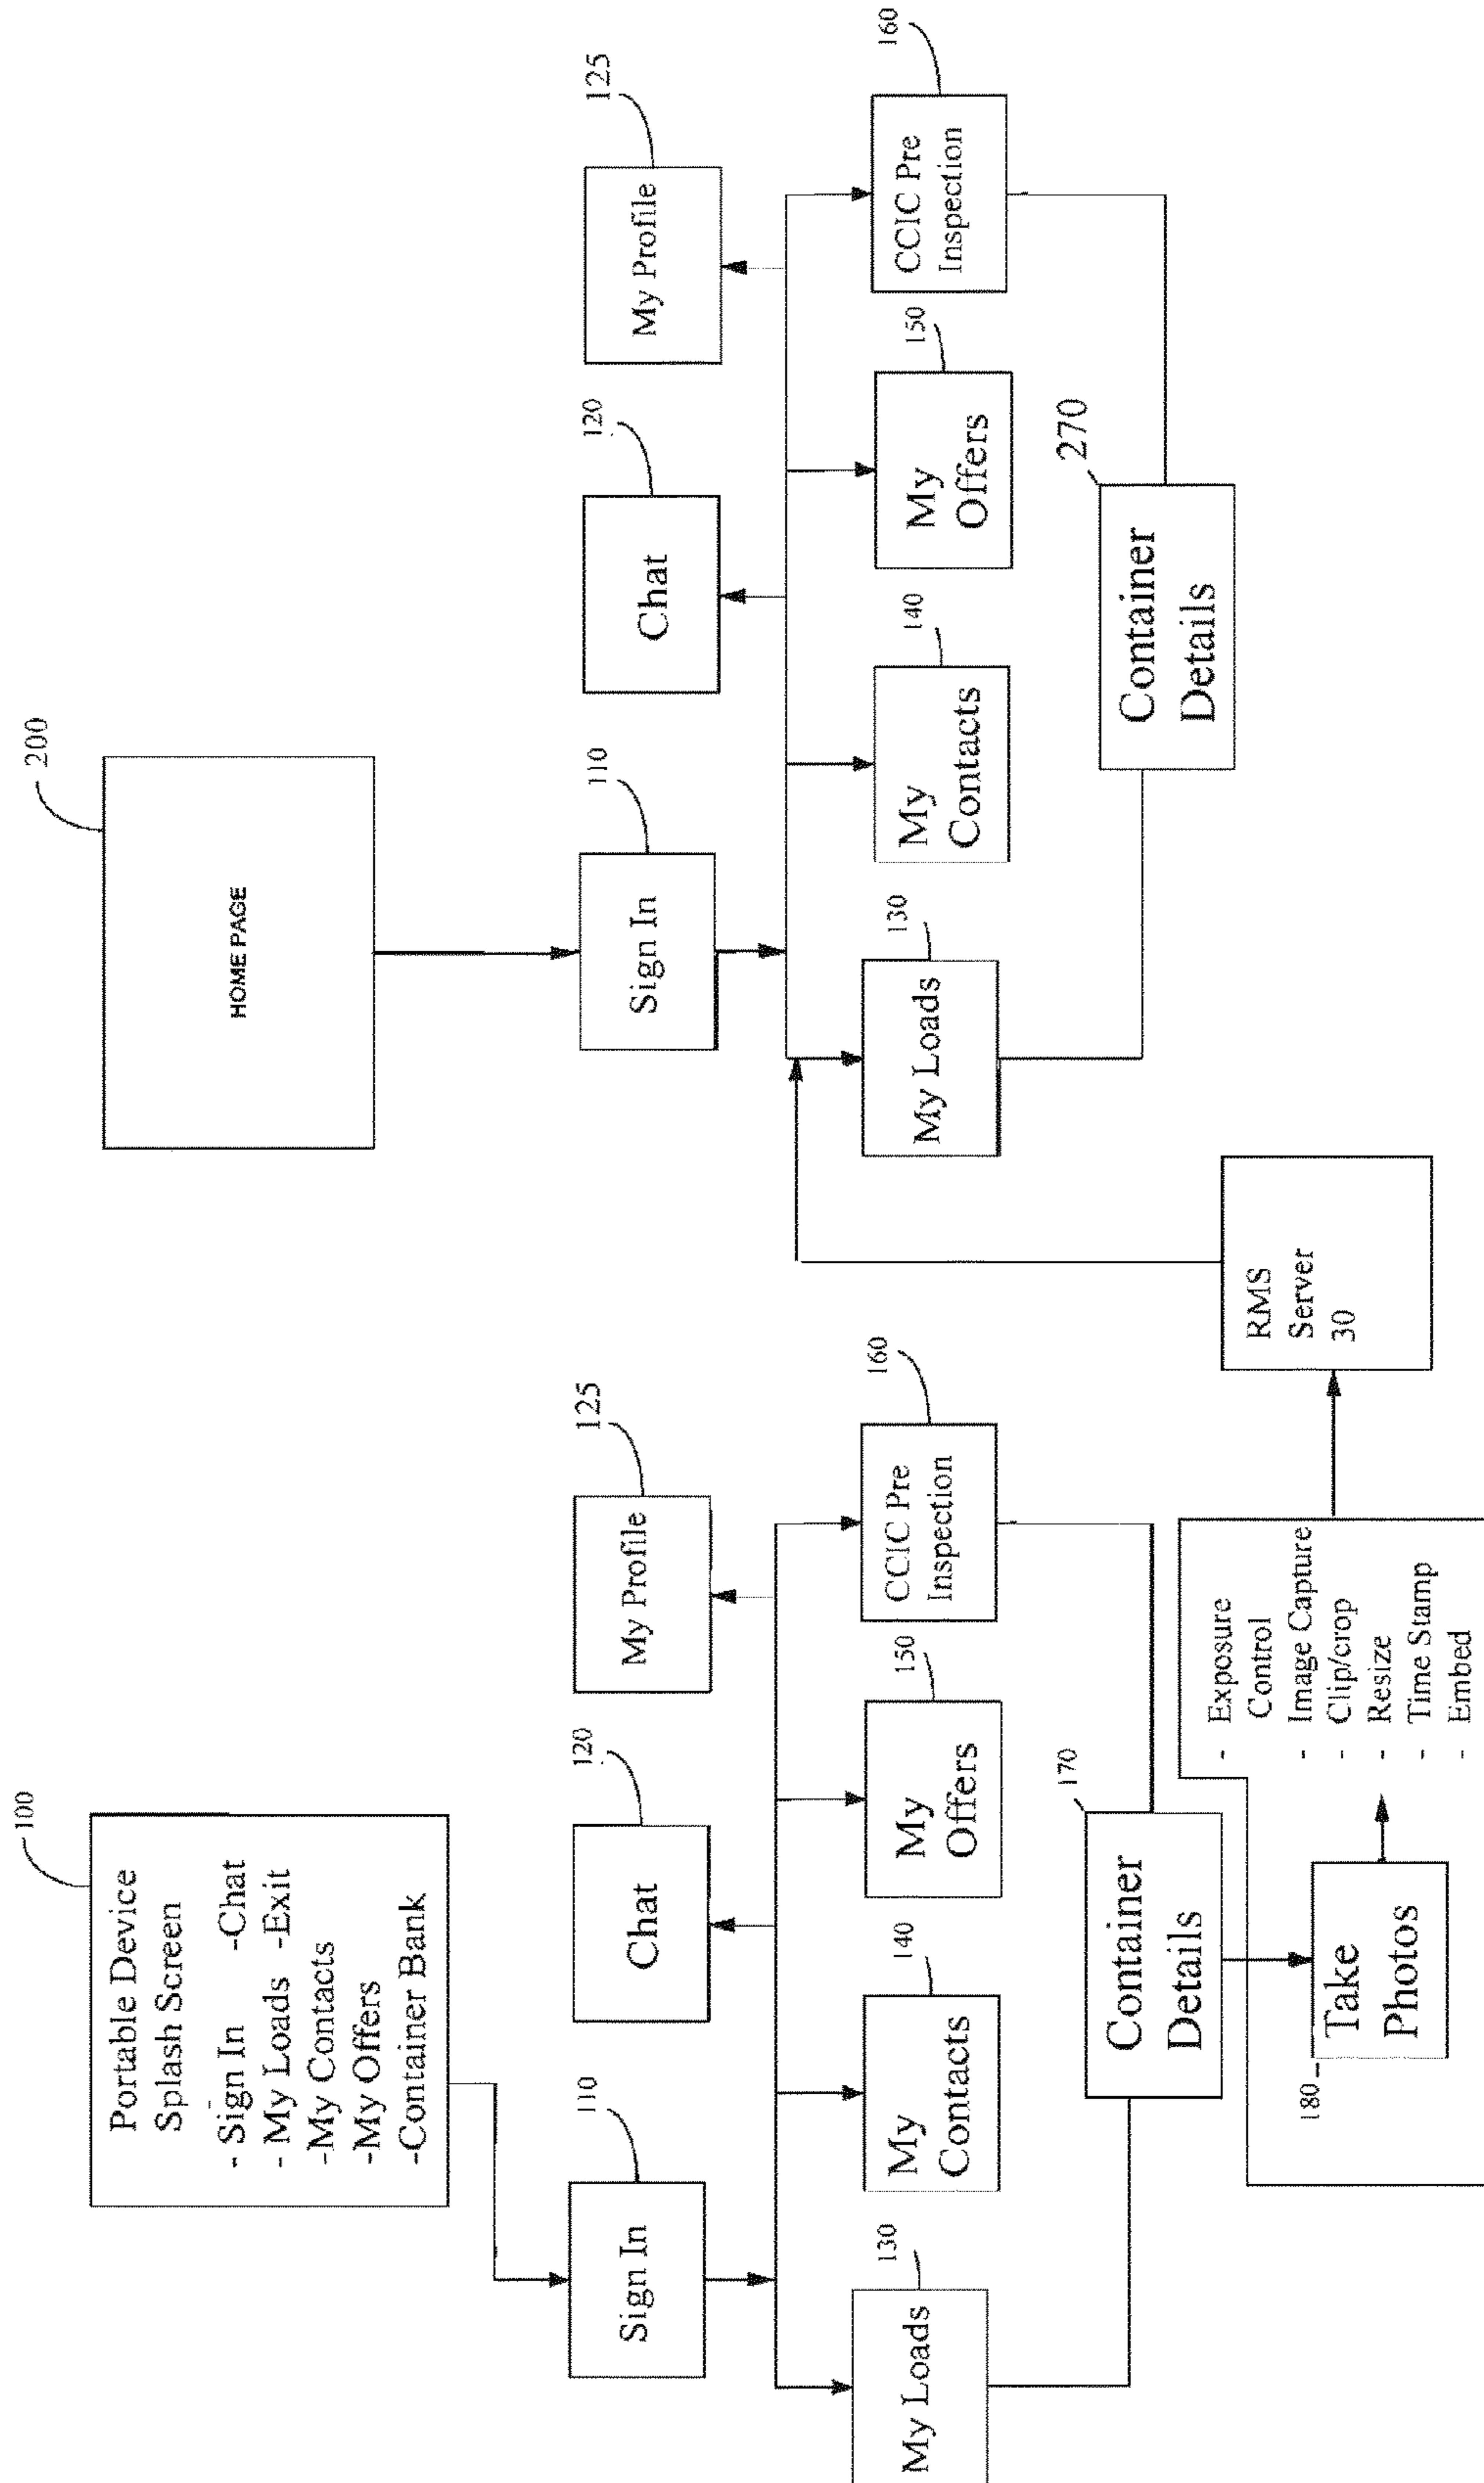 100
Portable Device
Splash Screen
- Sign In -Chat
- My Loads -Exit
-My Contacts
-My Offers
-Container Bank
110
Sign In
120
Chat
125
My Profile
130
My Loads
140
My
Contacts
150
My
Offers
160
CCIC Pre
Inspection
170
Container
Details
180
Take
Photos
- Exposure
Control
- Image Capture
- Clip/crop
- Resize
- Time Stamp
- Embed
RMS
Server
30
200
HOME PAGE
110
Sign In
120
Chat
125
My Profile
130
My Loads
140
My
Contacts
150
My
Offers
160
CCIC Pre
Inspection
270
Container
Details